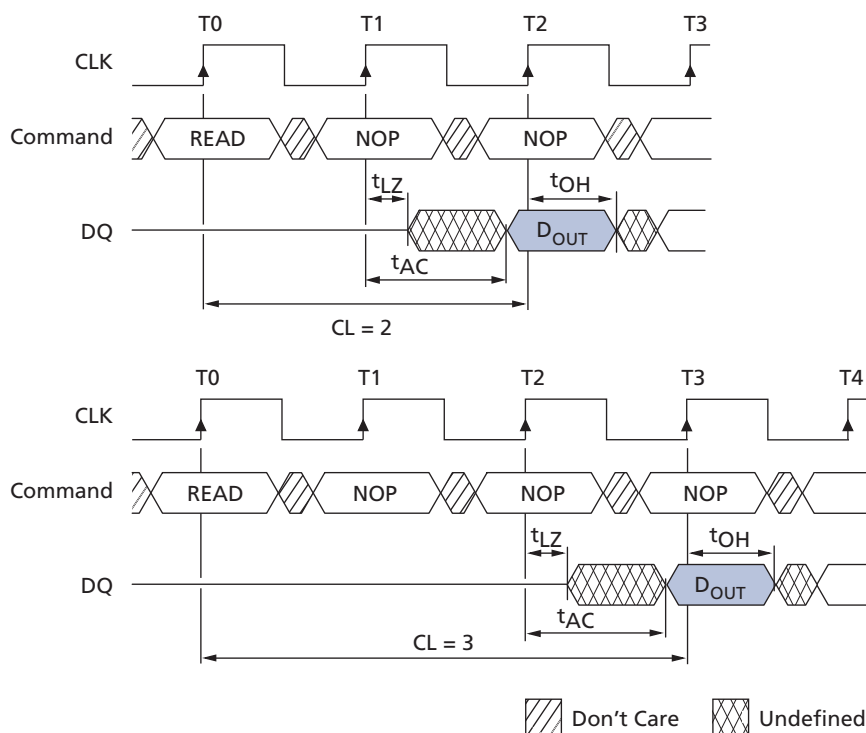 T0 T1 T2 T3
CLK
Command READ NOP NOP
tLZ tOH
DQ DOUT
tAC
CL = 2
T0 T1 T2 T3 T4
CLK
Command READ NOP NOP NOP
tLZ tOH
DQ DOUT
tAC
CL = 3
Don't Care Undefined